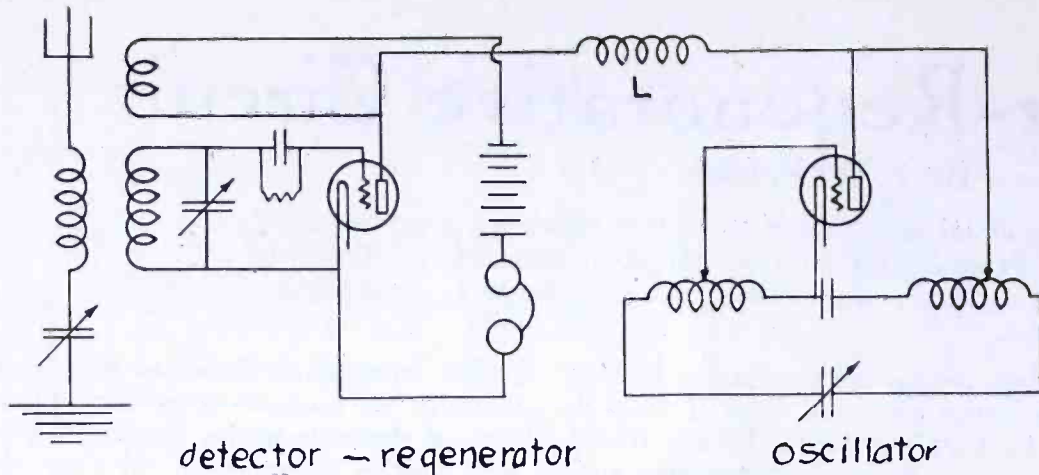 L
detector – regenerator
oscillator